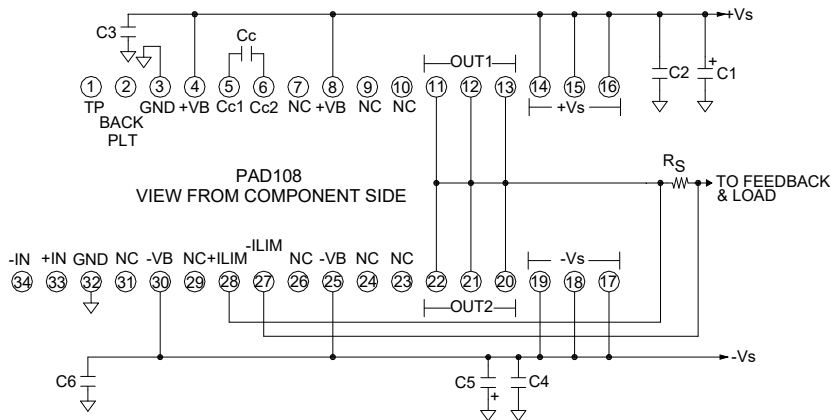 +Vs
C3
Cc
C2
+
C1
OUT1
1 2 3 4 5 6 7 8 9 10 11 12 13 14 15 16
TP
BACK
PLT
GND +VB Cc1 Cc2 NC +VB NC NC
+Vs
PAD108
VIEW FROM COMPONENT SIDE
RS
TO FEEDBACK
& LOAD
-IN +IN GND NC -VB NC +ILIM -ILIM NC -VB NC NC
-Vs
34 33 32 31 30 29 28 27 26 25 24 23 22 21 20 19 18 17
OUT2
-Vs
C6
C5
+
C4